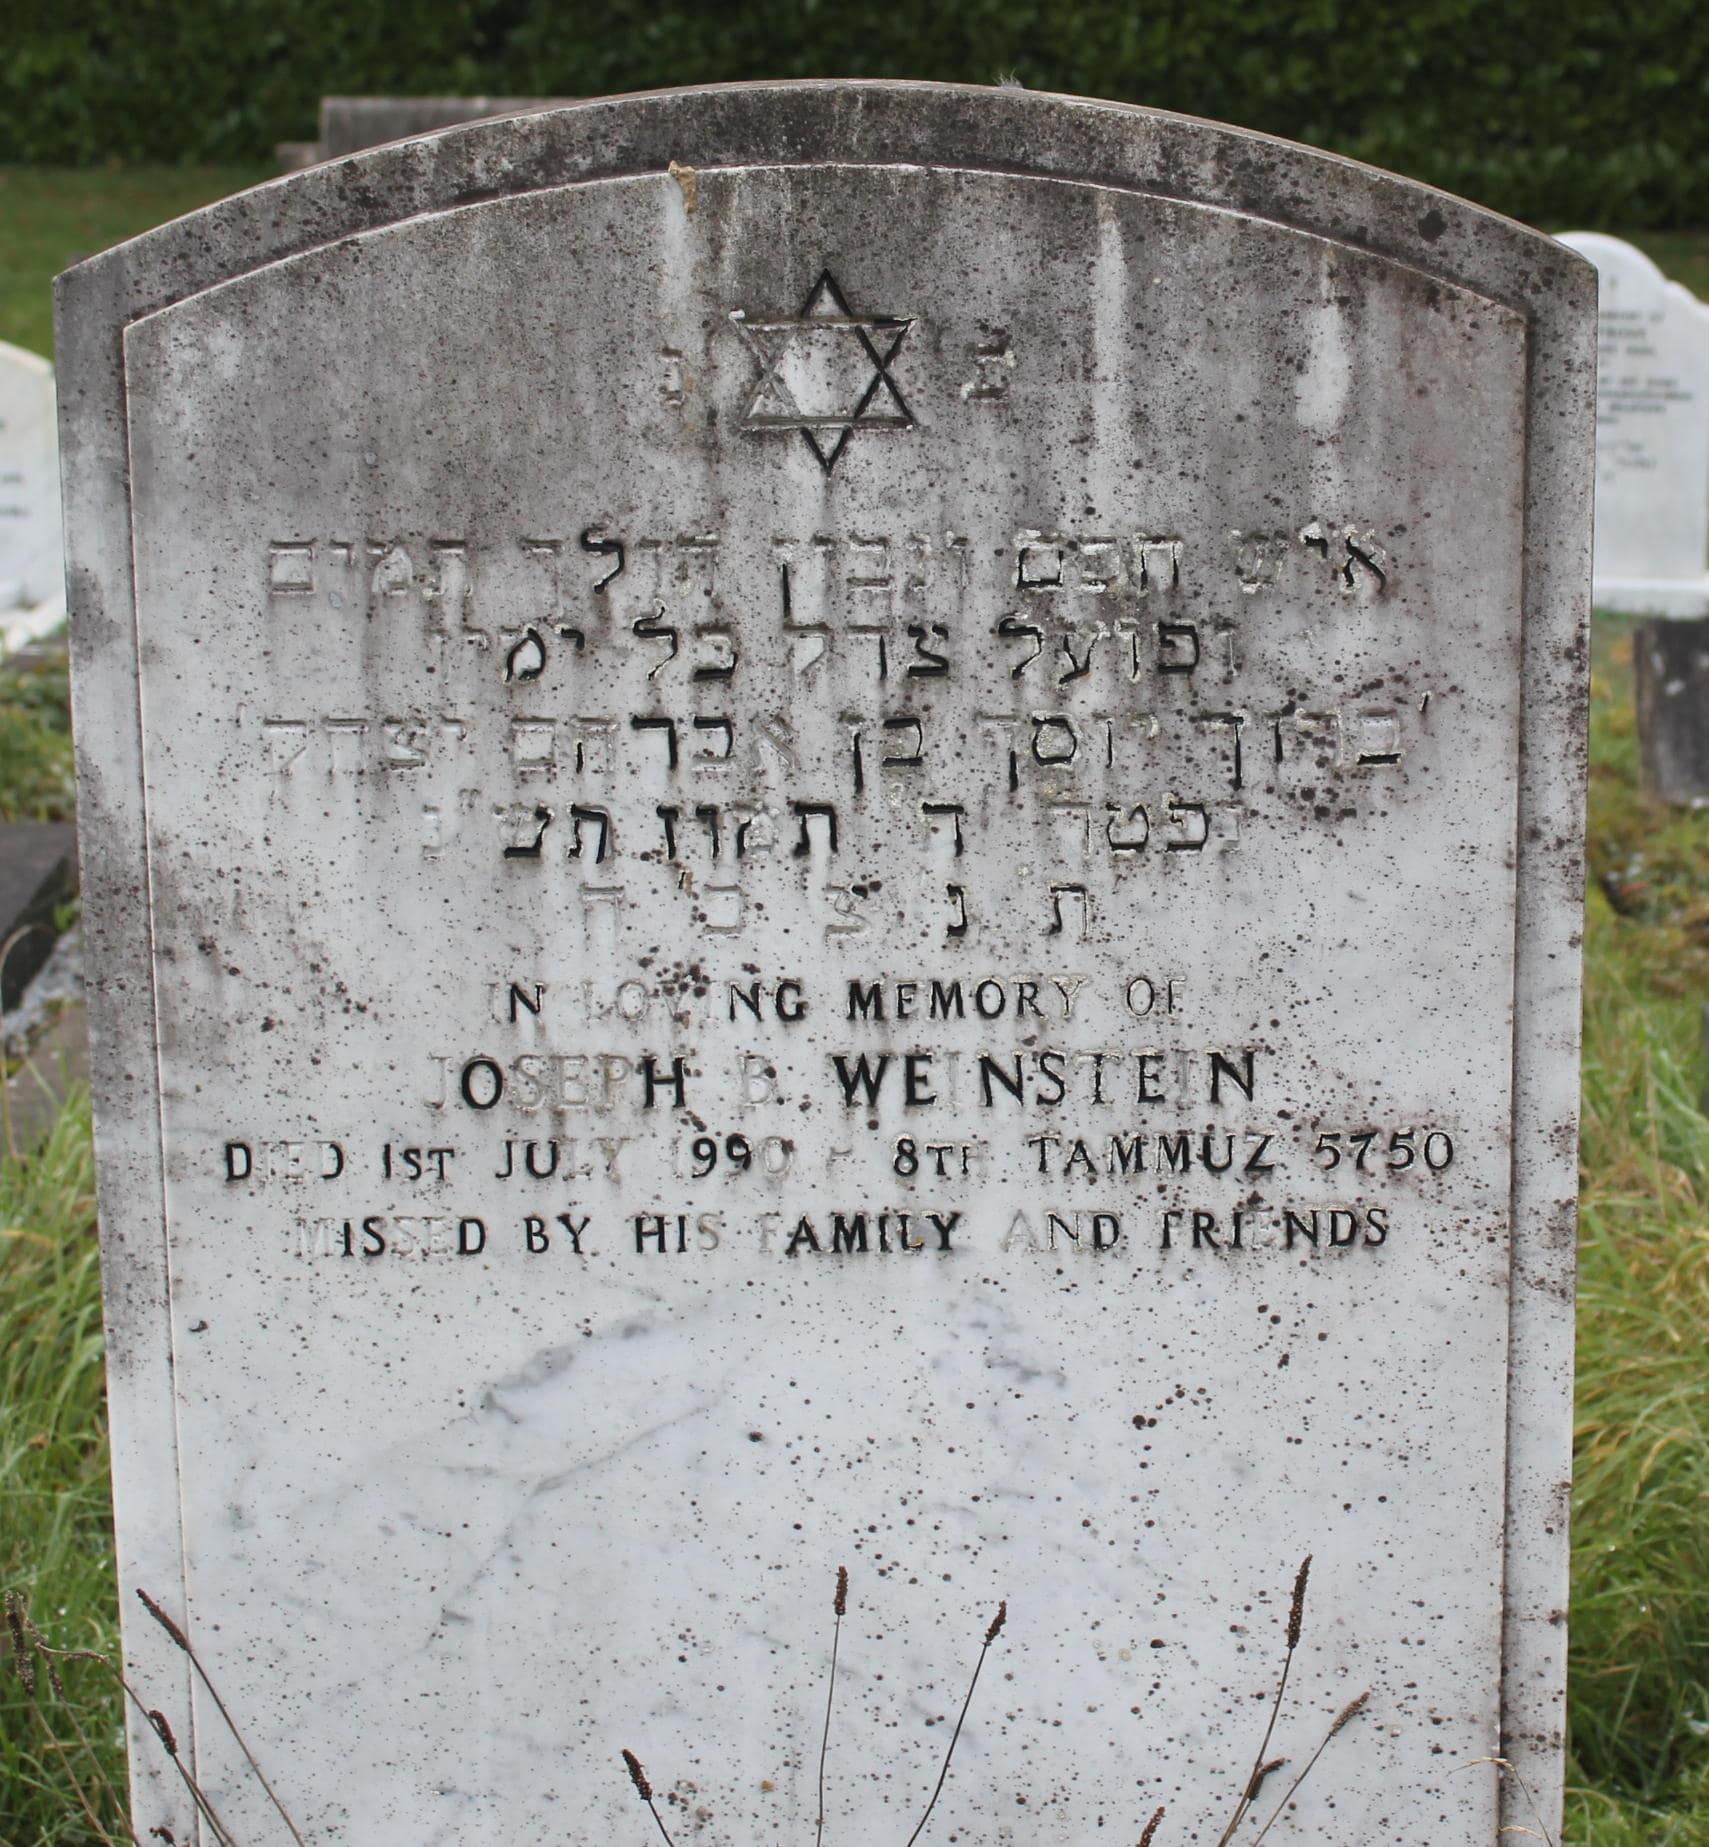 פ נ
איש חכם ונבון הולך תמים
ופועל צדק כל ימיו
'ברוך יוסף בן אברהם יצחק'
נפטר ח' תמוז תש"נ
ת נ צ ב ה
IN LOVING MEMORY OF
JOSEPH B. WEINSTEIN
DIED 1ST JULY 1990 - 8TH TAMMUZ 5750
MISSED BY HIS FAMILY AND FRIENDS